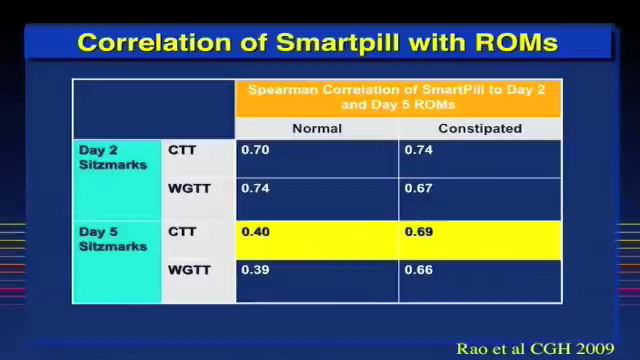 Correlation of Smartpill with ROMs
Spearman Correlation of SmartPill to Day 2
and Day 5 ROMs
Normal Constipated
Day 2 CTT 0.70 0.74
Sitzmarks
WGTT 0.74 0.67
Day 5 CTT 0.40 0.69
Sitzmarks
WGTT 0.39 0.66
Rao et al CGH 2009